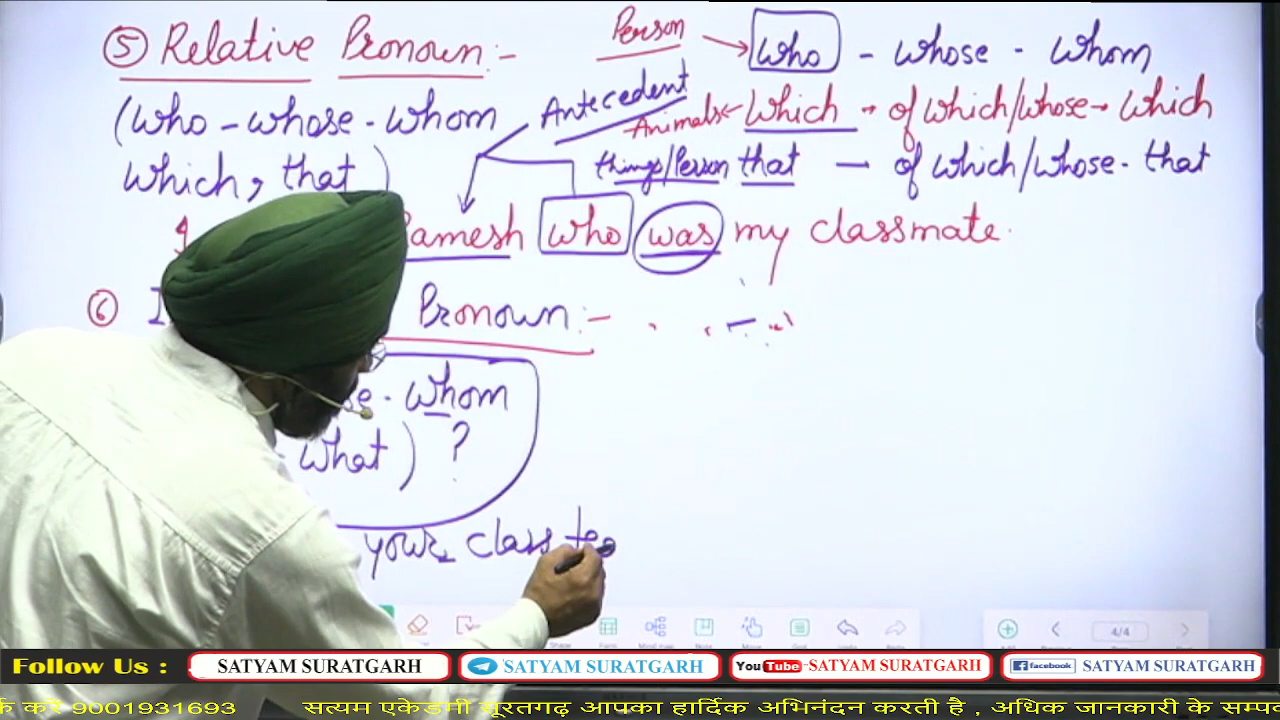 ⑤ Relative Pronoun:- Person → who - whose - whom
(who - whose - whom Antecedent Animals ← Which → of which/whose → which
which, that) things/Person that — of which/whose - that
I Ramesh who was my classmate.
⑥ I Pronoun :-
se - whom
- what) ?
your class tea
4/4
Follow Us : SATYAM SURATGARH SATYAM SURATGARH YouTube -SATYAM SURATGARH facebook SATYAM SURATGARH
र्क करे 9001931693 सत्यम एकेडमी सूरतगढ़ आपका हार्दिक अभिनंदन करती है , अधिक जानकारी के सम्प